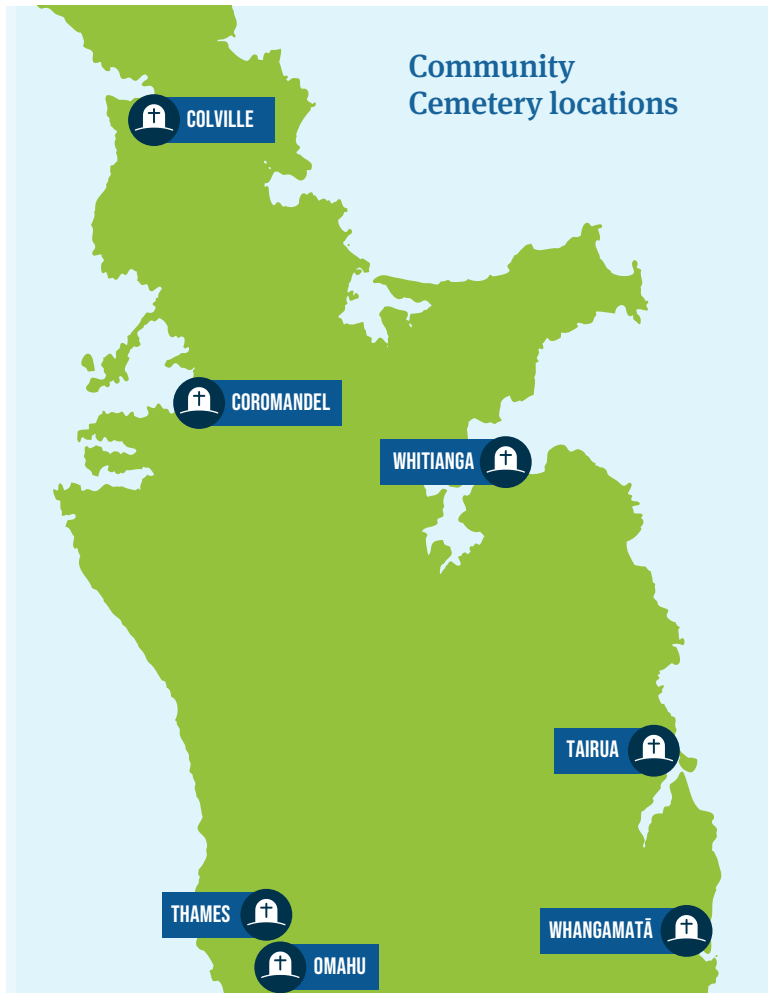 Community
Cemetery locations
COLVILLE
COROMANDEL
WHITIANGA
TAIRUA
THAMES
WHANGAMATĀ
OMAHU